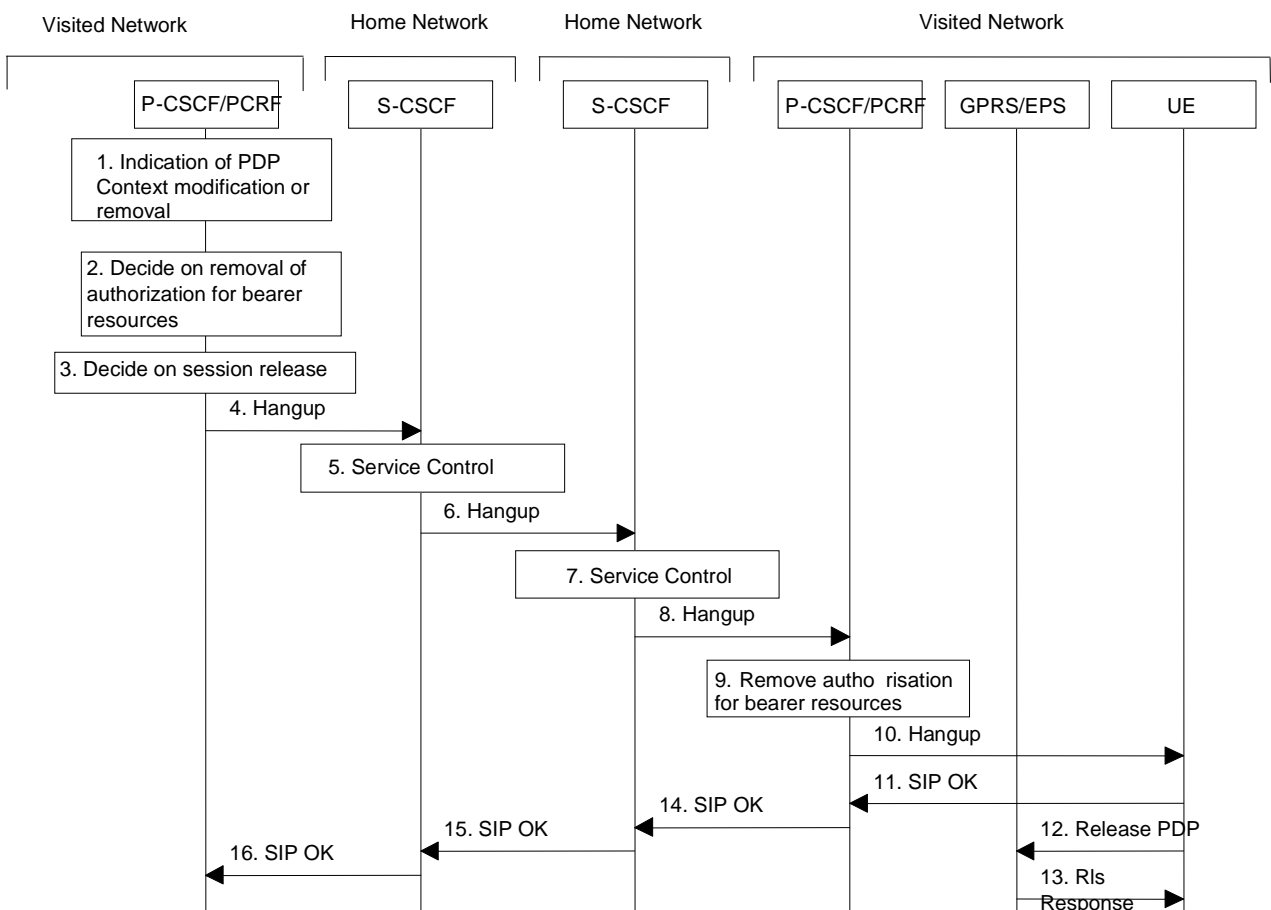 Visited Network
Home Network
Home Network
Visited Network
P-CSCF/PCRF
S-CSCF
S-CSCF
P-CSCF/PCRF
GPRS/EPS
UE
1. Indication of PDP
Context modification or
removal
2. Decide on removal of
authorization for bearer
resources
3. Decide on session release
4. Hangup
5. Service Control
6. Hangup
7. Service Control
8. Hangup
9. Remove autho risation
for bearer resources
10. Hangup
11. SIP OK
14. SIP OK
15. SIP OK
12. Release PDP
16. SIP OK
13. Rls
Response